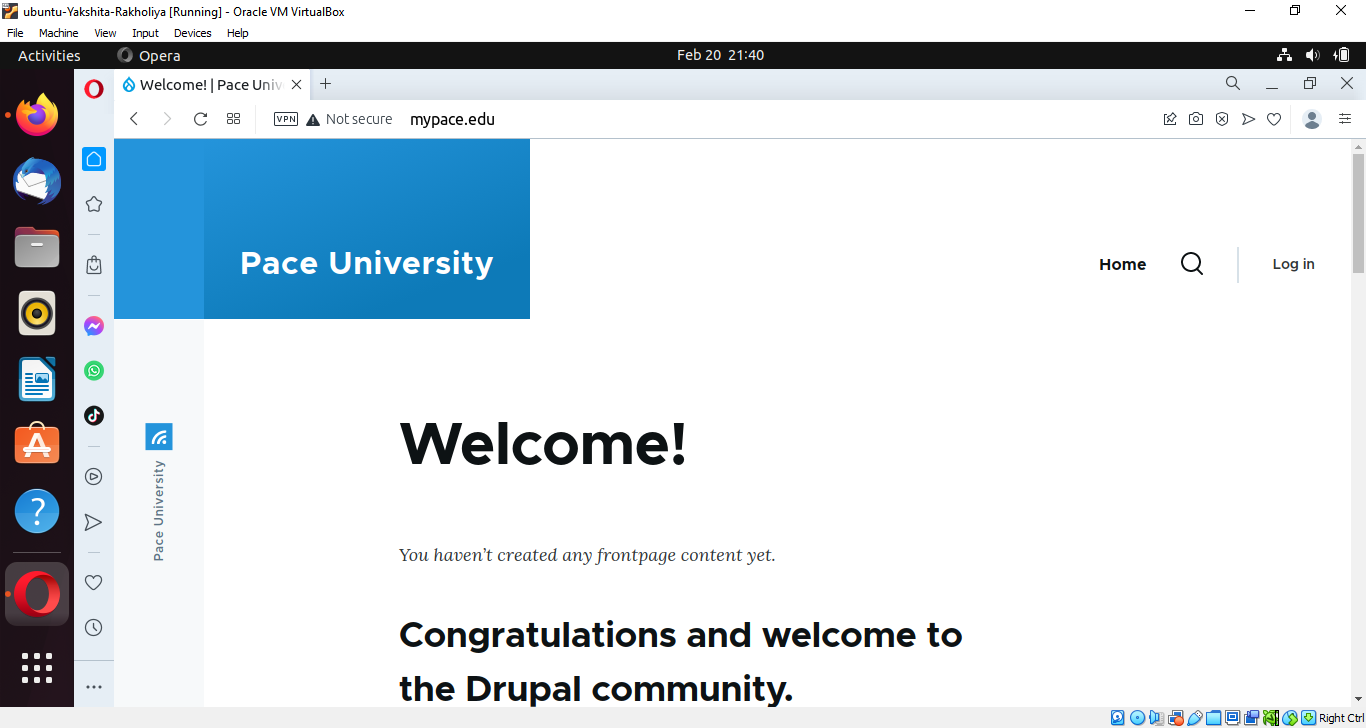 ubuntu-Yakshita-Rakholiya [Running] - Oracle VM VirtualBox
File Machine View Input Devices Help
Activities Opera Feb 20 21:40
Welcome! | Pace Univ
VPN Not secure mypace.edu
Pace University
Home Log in
Welcome!
Pace University
You haven’t created any frontpage content yet.
Congratulations and welcome to
the Drupal community.
Right Ctrl